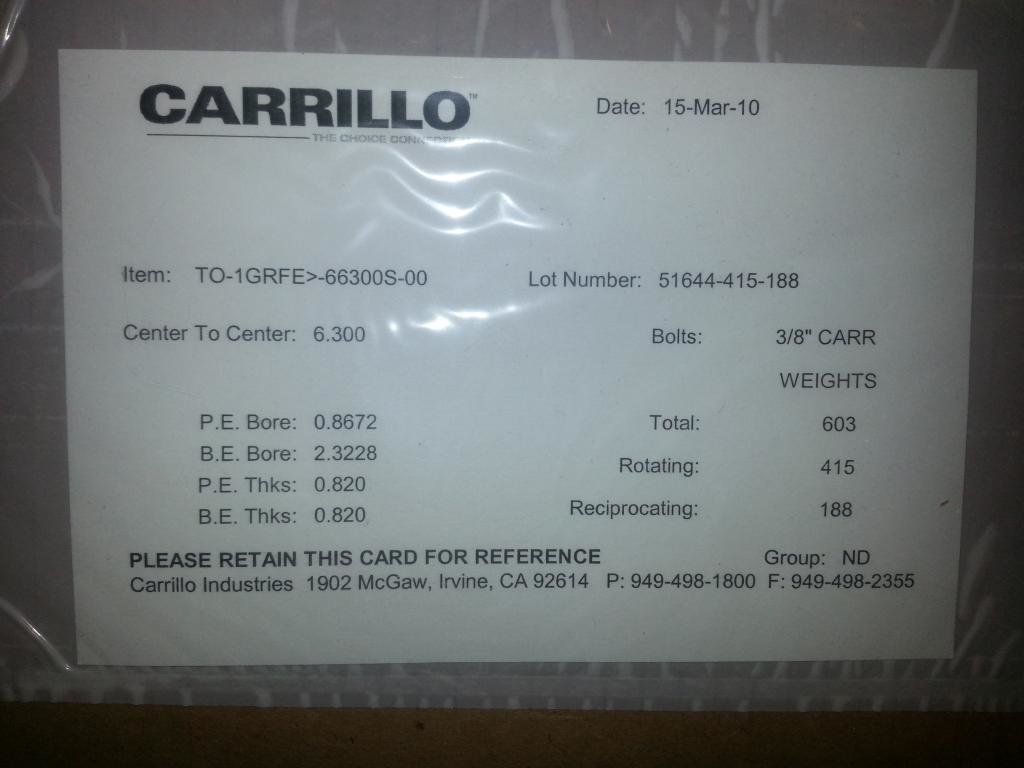 CARRILLO™ Date: 15-Mar-10
THE CHOICE
Item: TO-1GRFE>-66300S-00 Lot Number: 51644-415-188
Center To Center: 6.300 Bolts: 3/8" CARR
WEIGHTS
P.E. Bore: 0.8672 Total: 603
B.E. Bore: 2.3228
P.E. Thks: 0.820 Rotating: 415
B.E. Thks: 0.820 Reciprocating: 188
PLEASE RETAIN THIS CARD FOR REFERENCE Group: ND
Carrillo Industries 1902 McGaw, Irvine, CA 92614 P: 949-498-1800 F: 949-498-2355